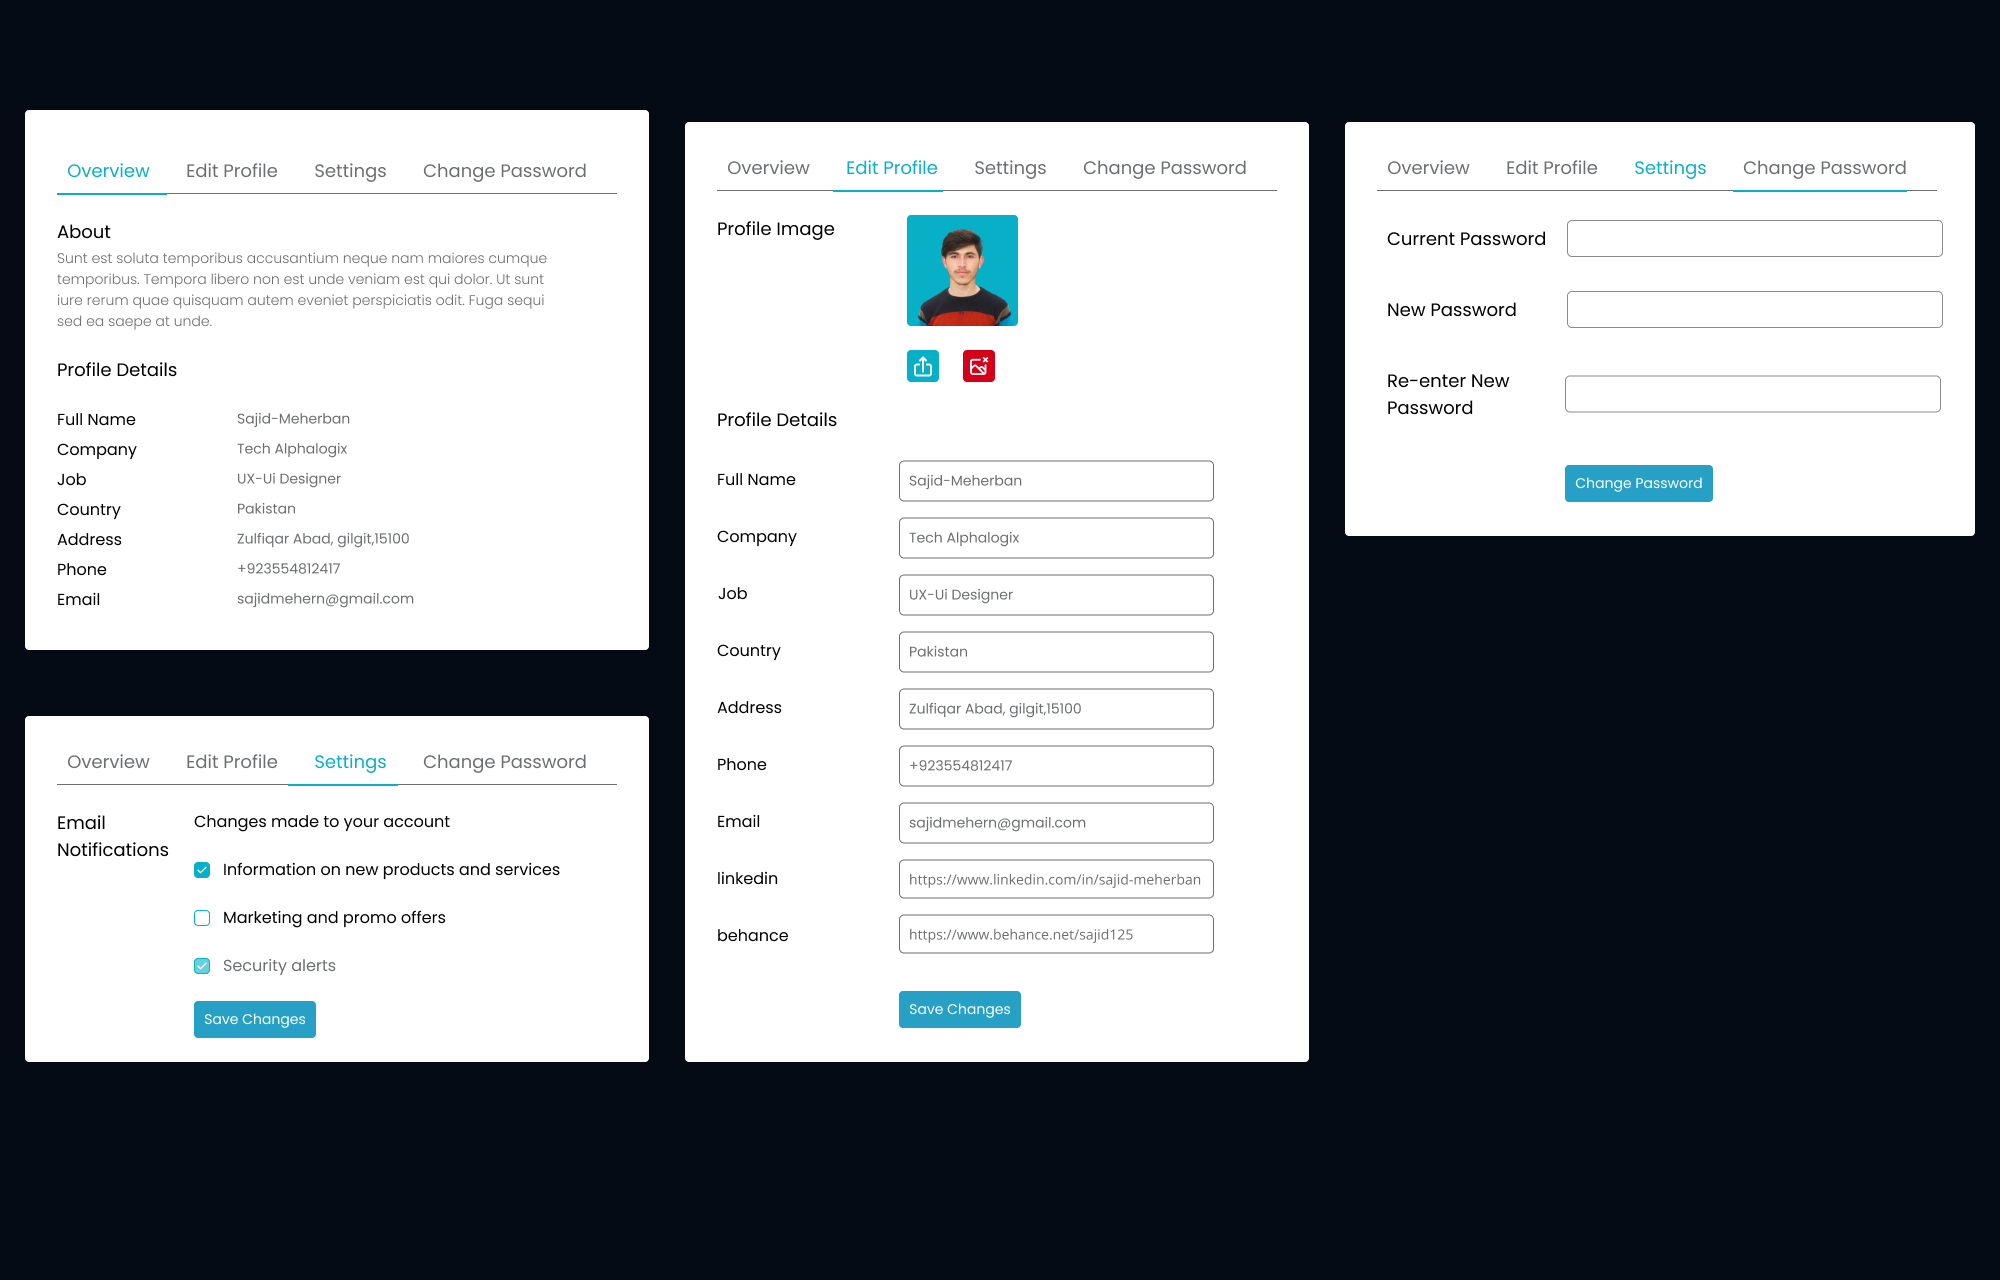 Overview Edit Profile Settings Change Password
About
Sunt est soluta temporibus accusantium neque nam maiores cumque
temporibus. Tempora libero non est unde veniam est qui dolor. Ut sunt
iure rerum quae quisquam autem eveniet perspiciatis odit. Fuga sequi
sed ea saepe at unde.
Profile Details
Full Name Sajid-Meherban
Company Tech Alphalogix
Job UX-Ui Designer
Country Pakistan
Address Zulfiqar Abad, gilgit,15100
Phone +923554812417
Email sajidmehern@gmail.com
Overview Edit Profile Settings Change Password
Email
Notifications
Changes made to your account
Information on new products and services
Marketing and promo offers
Security alerts
Save Changes
Overview Edit Profile Settings Change Password
Profile Image
Profile Details
Full Name Sajid-Meherban
Company Tech Alphalogix
Job UX-Ui Designer
Country Pakistan
Address Zulfiqar Abad, gilgit,15100
Phone +923554812417
Email sajidmehern@gmail.com
linkedin https://www.linkedin.com/in/sajid-meherban
behance https://www.behance.net/sajid125
Save Changes
Overview Edit Profile Settings Change Password
Current Password
New Password
Re-enter New
Password
Change Password